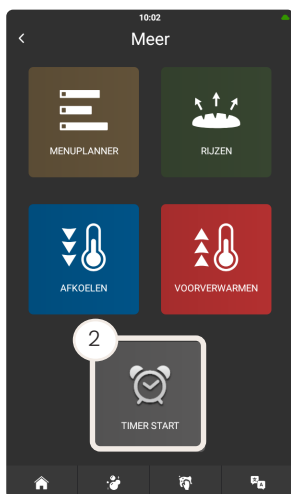 10:02
Meer
MENUPLANNER
RIJZEN
AFKOELEN
VOORVERWARMEN
2
TIMER START